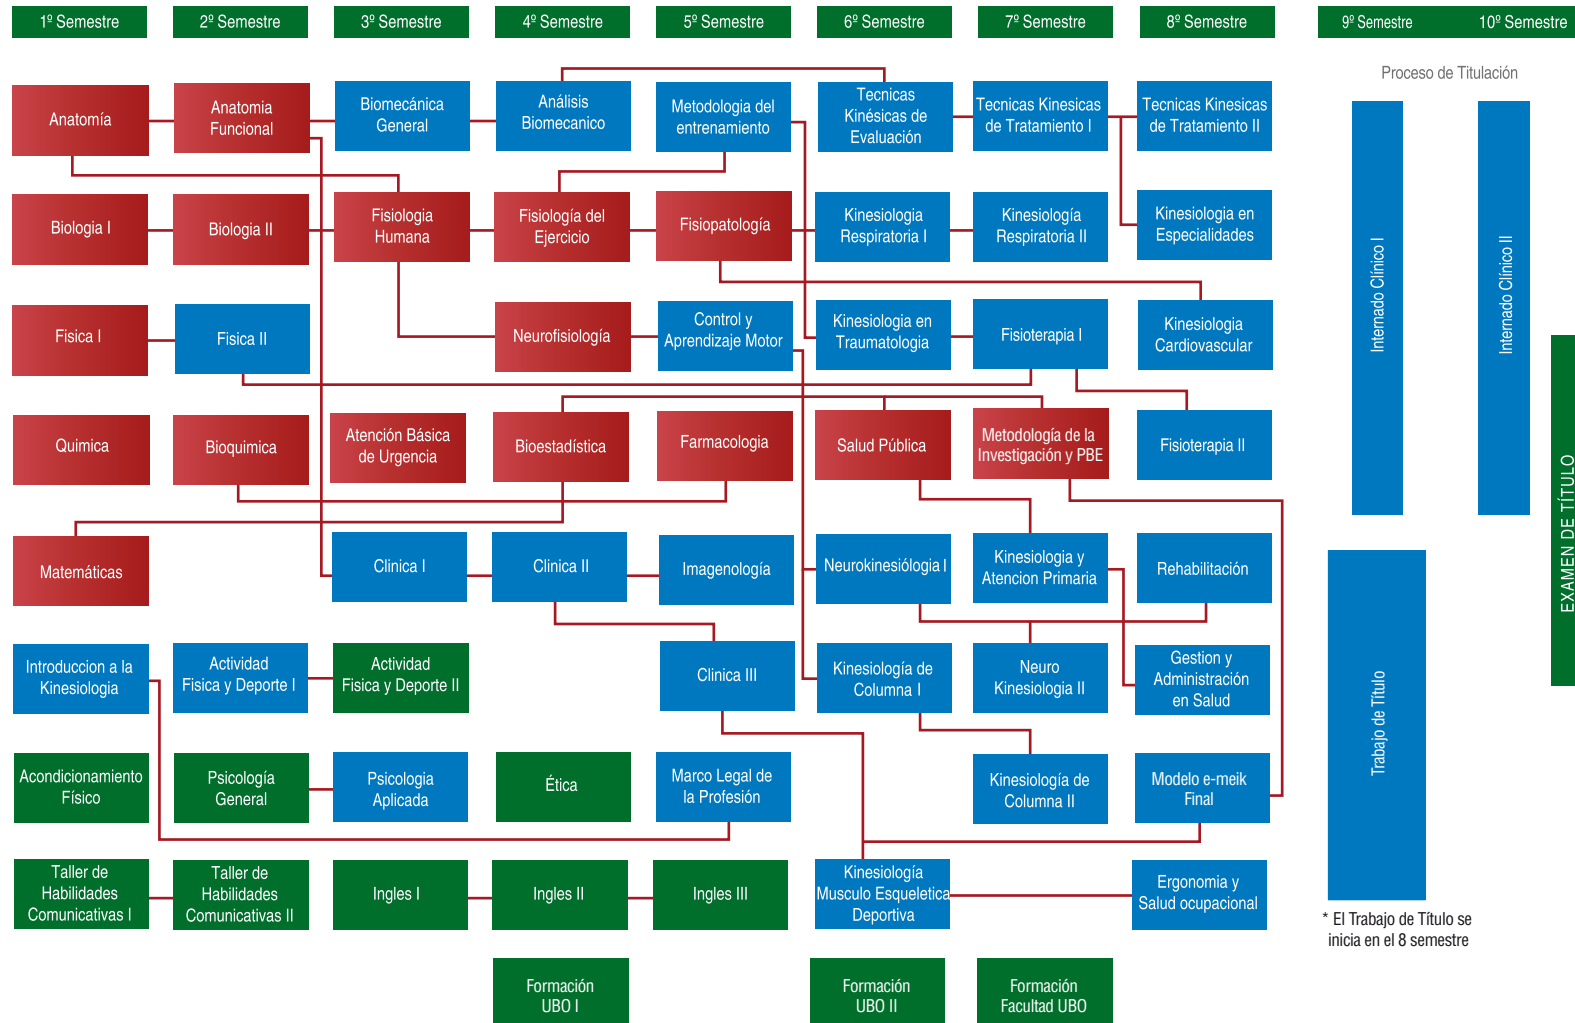 1º Semestre
2º Semestre
3º Semestre
4º Semestre
5º Semestre
6º Semestre
7º Semestre
8º Semestre
9º Semestre
10º Semestre
Proceso de Titulación
Anatomía
Anatomia
Funcional
Biomecánica
General
Análisis
Biomecanico
Metodologia del
entrenamiento
Tecnicas
Kinésicas de
Evaluación
Tecnicas Kinesicas
de Tratamiento I
Tecnicas Kinesicas
de Tratamiento II
Biologia I
Biologia II
Fisiologia
Humana
Fisiología del
Ejercicio
Fisiopatología
Kinesiologia
Respiratoria I
Kinesiología
Respiratoria II
Kinesiologia en
Especialidades
Fisica I
Fisica II
Neurofisiología
Control y
Aprendizaje Motor
Kinesiologia en
Traumatologia
Fisioterapia I
Kinesiologia
Cardiovascular
Quimica
Bioquimica
Atención Básica
de Urgencia
Bioestadística
Farmacologia
Salud Pública
Metodología de la
Investigación y PBE
Fisioterapia II
Matemáticas
Clinica I
Clinica II
Imagenología
Neurokinesiólogia I
Kinesiologia y
Atencion Primaria
Rehabilitación
Introduccion a la
Kinesiologia
Actividad
Fisica y Deporte I
Actividad
Fisica y Deporte II
Clinica III
Kinesiología de
Columna I
Neuro
Kinesiologia II
Gestion y
Administración
en Salud
Acondicionamiento
Físico
Psicología
General
Psicologia
Aplicada
Ética
Marco Legal de
la Profesión
Kinesiología de
Columna II
Modelo e-meik
Final
Taller de
Habilidades
Comunicativas I
Taller de
Habilidades
Comunicativas II
Ingles I
Ingles II
Ingles III
Kinesiología
Musculo Esqueletica
Deportiva
Ergonomia y
Salud ocupacional
Formación
UBO I
Formación
UBO II
Formación
Facultad UBO
Internado Clínico I
Internado Clínico II
EXAMEN DE TÍTULO
Trabajo de Título
* El Trabajo de Título se
inicia en el 8 semestre